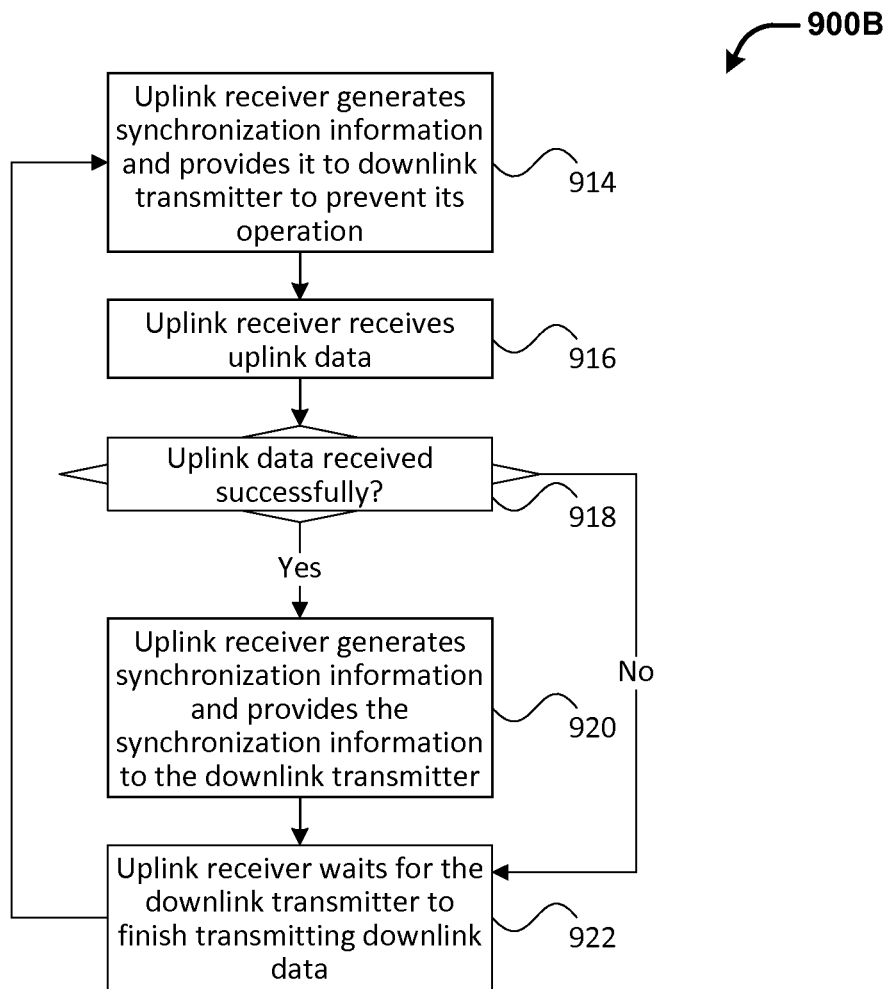 900B
Uplink receiver generates
synchronization information
and provides it to downlink
transmitter to prevent its
operation
914
Uplink receiver receives
uplink data
916
Uplink data received
successfully?
918
Yes
No
Uplink receiver generates
synchronization information
and provides the
synchronization information
to the downlink transmitter
920
Uplink receiver waits for the
downlink transmitter to
finish transmitting downlink
data
922